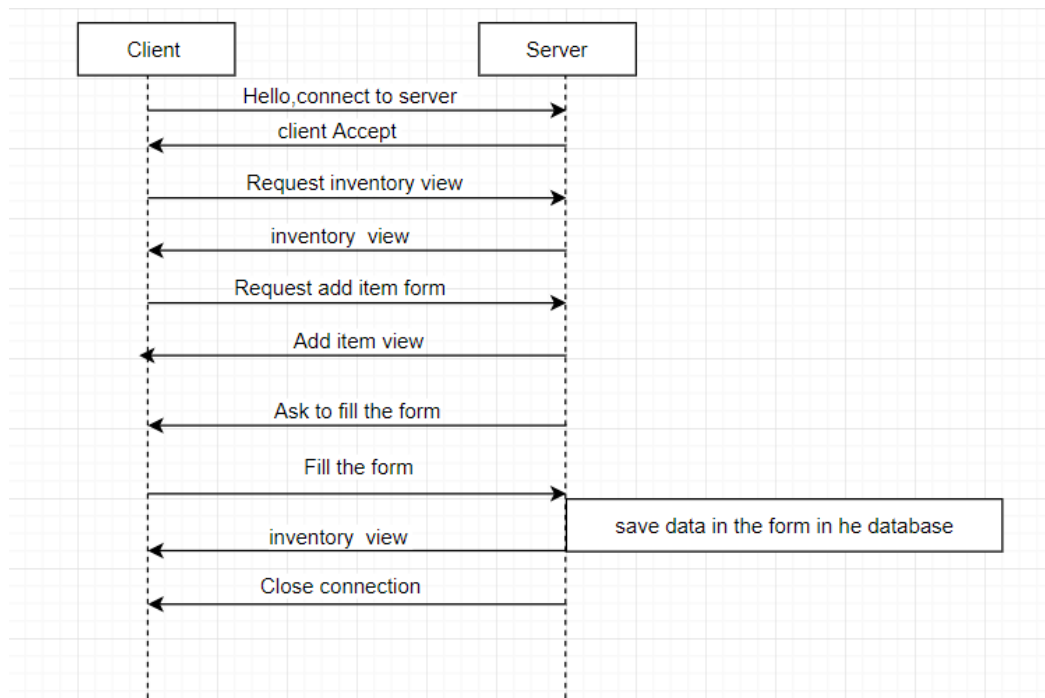 Client
Server
Hello,connect to server
client Accept
Request inventory view
inventory  view
Request add item form
Add item view
Ask to fill the form
Fill the form
save data in the form in he database
inventory  view
Close connection